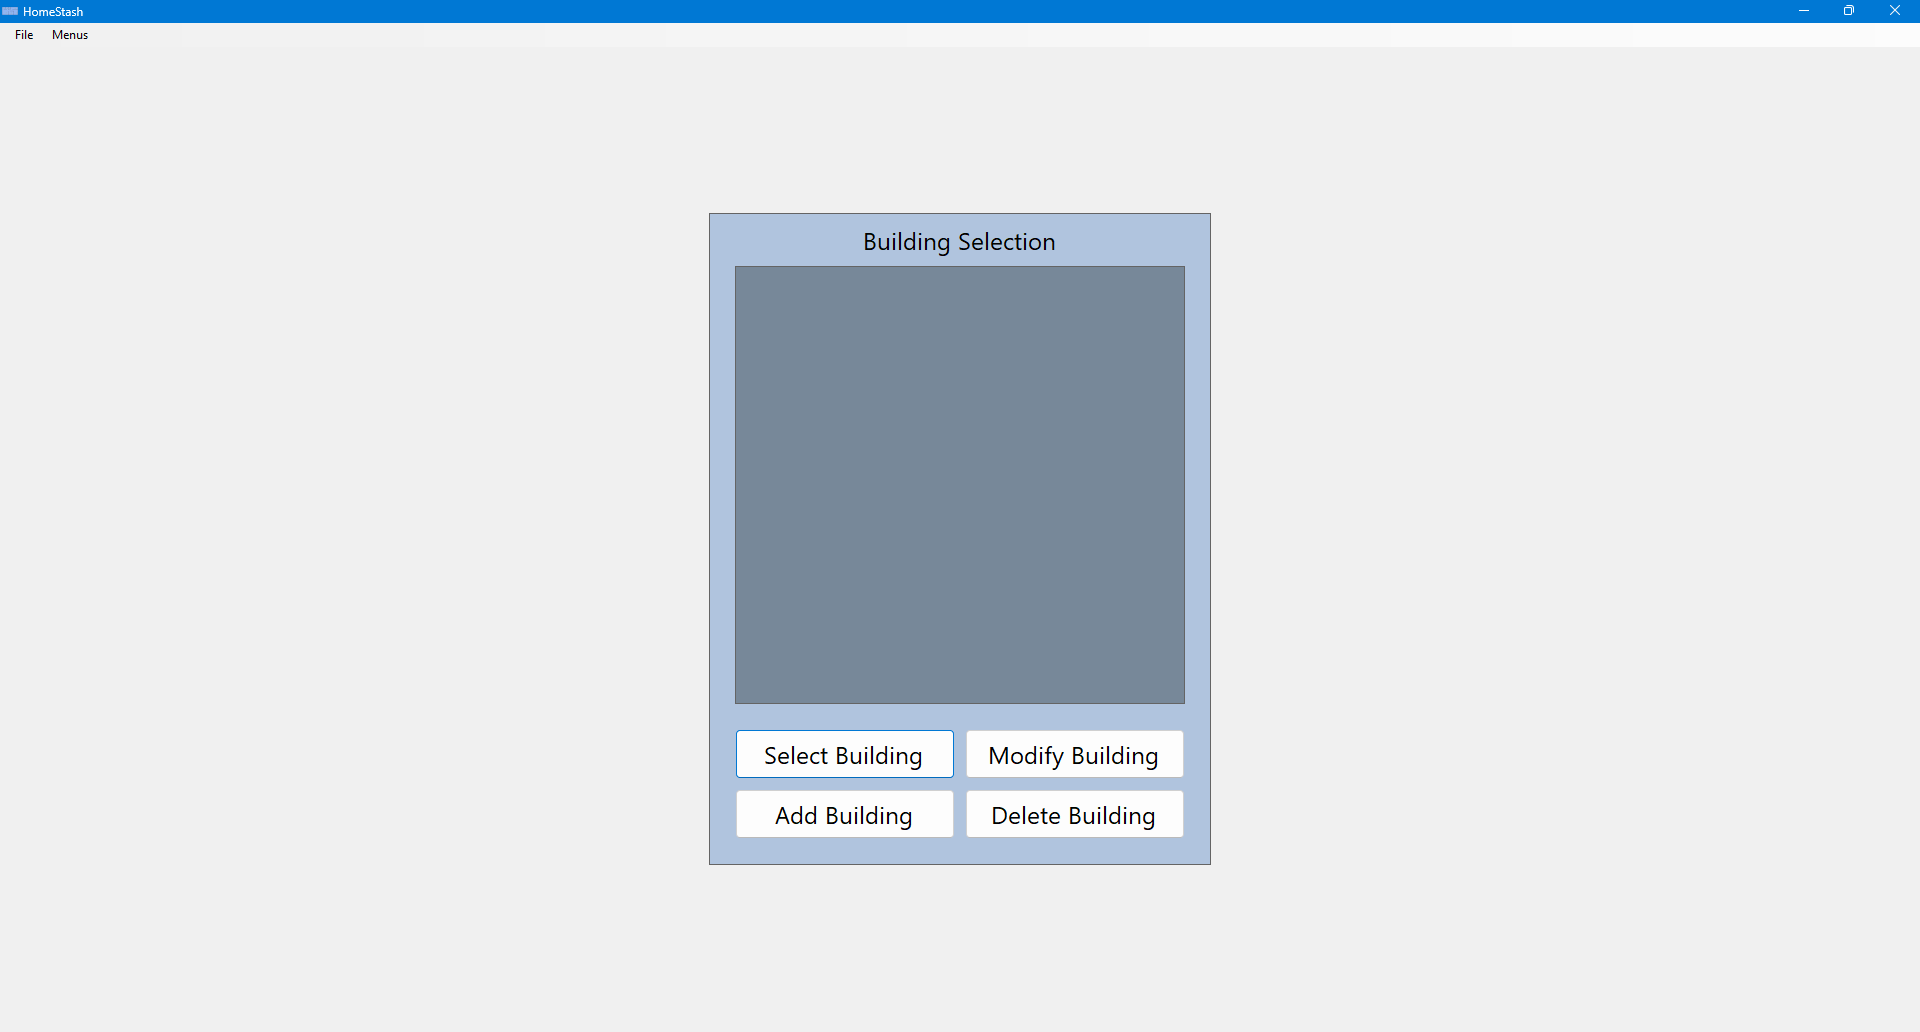 HomeStash
File Menus
Building Selection
Select Building Modify Building
Add Building Delete Building